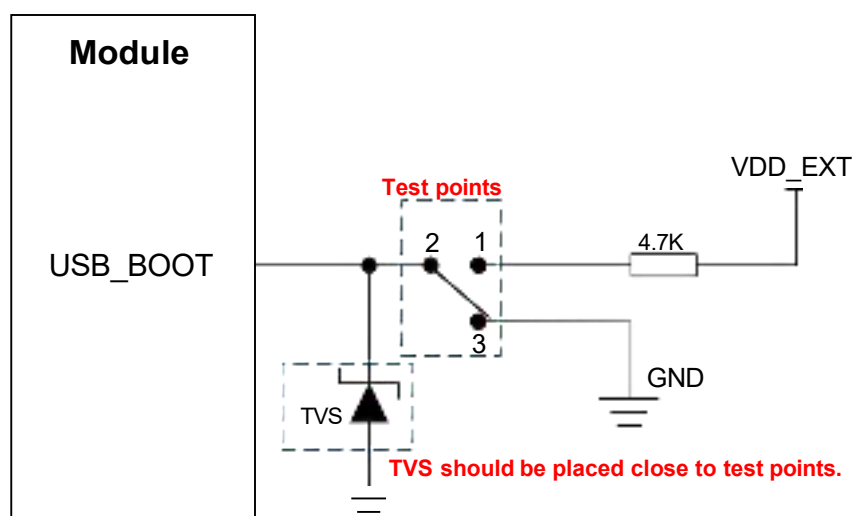 Module
VDD_EXT
Test points
2 1
4.7K
USB_BOOT
3
GND
TVS
TVS should be placed close to test points.